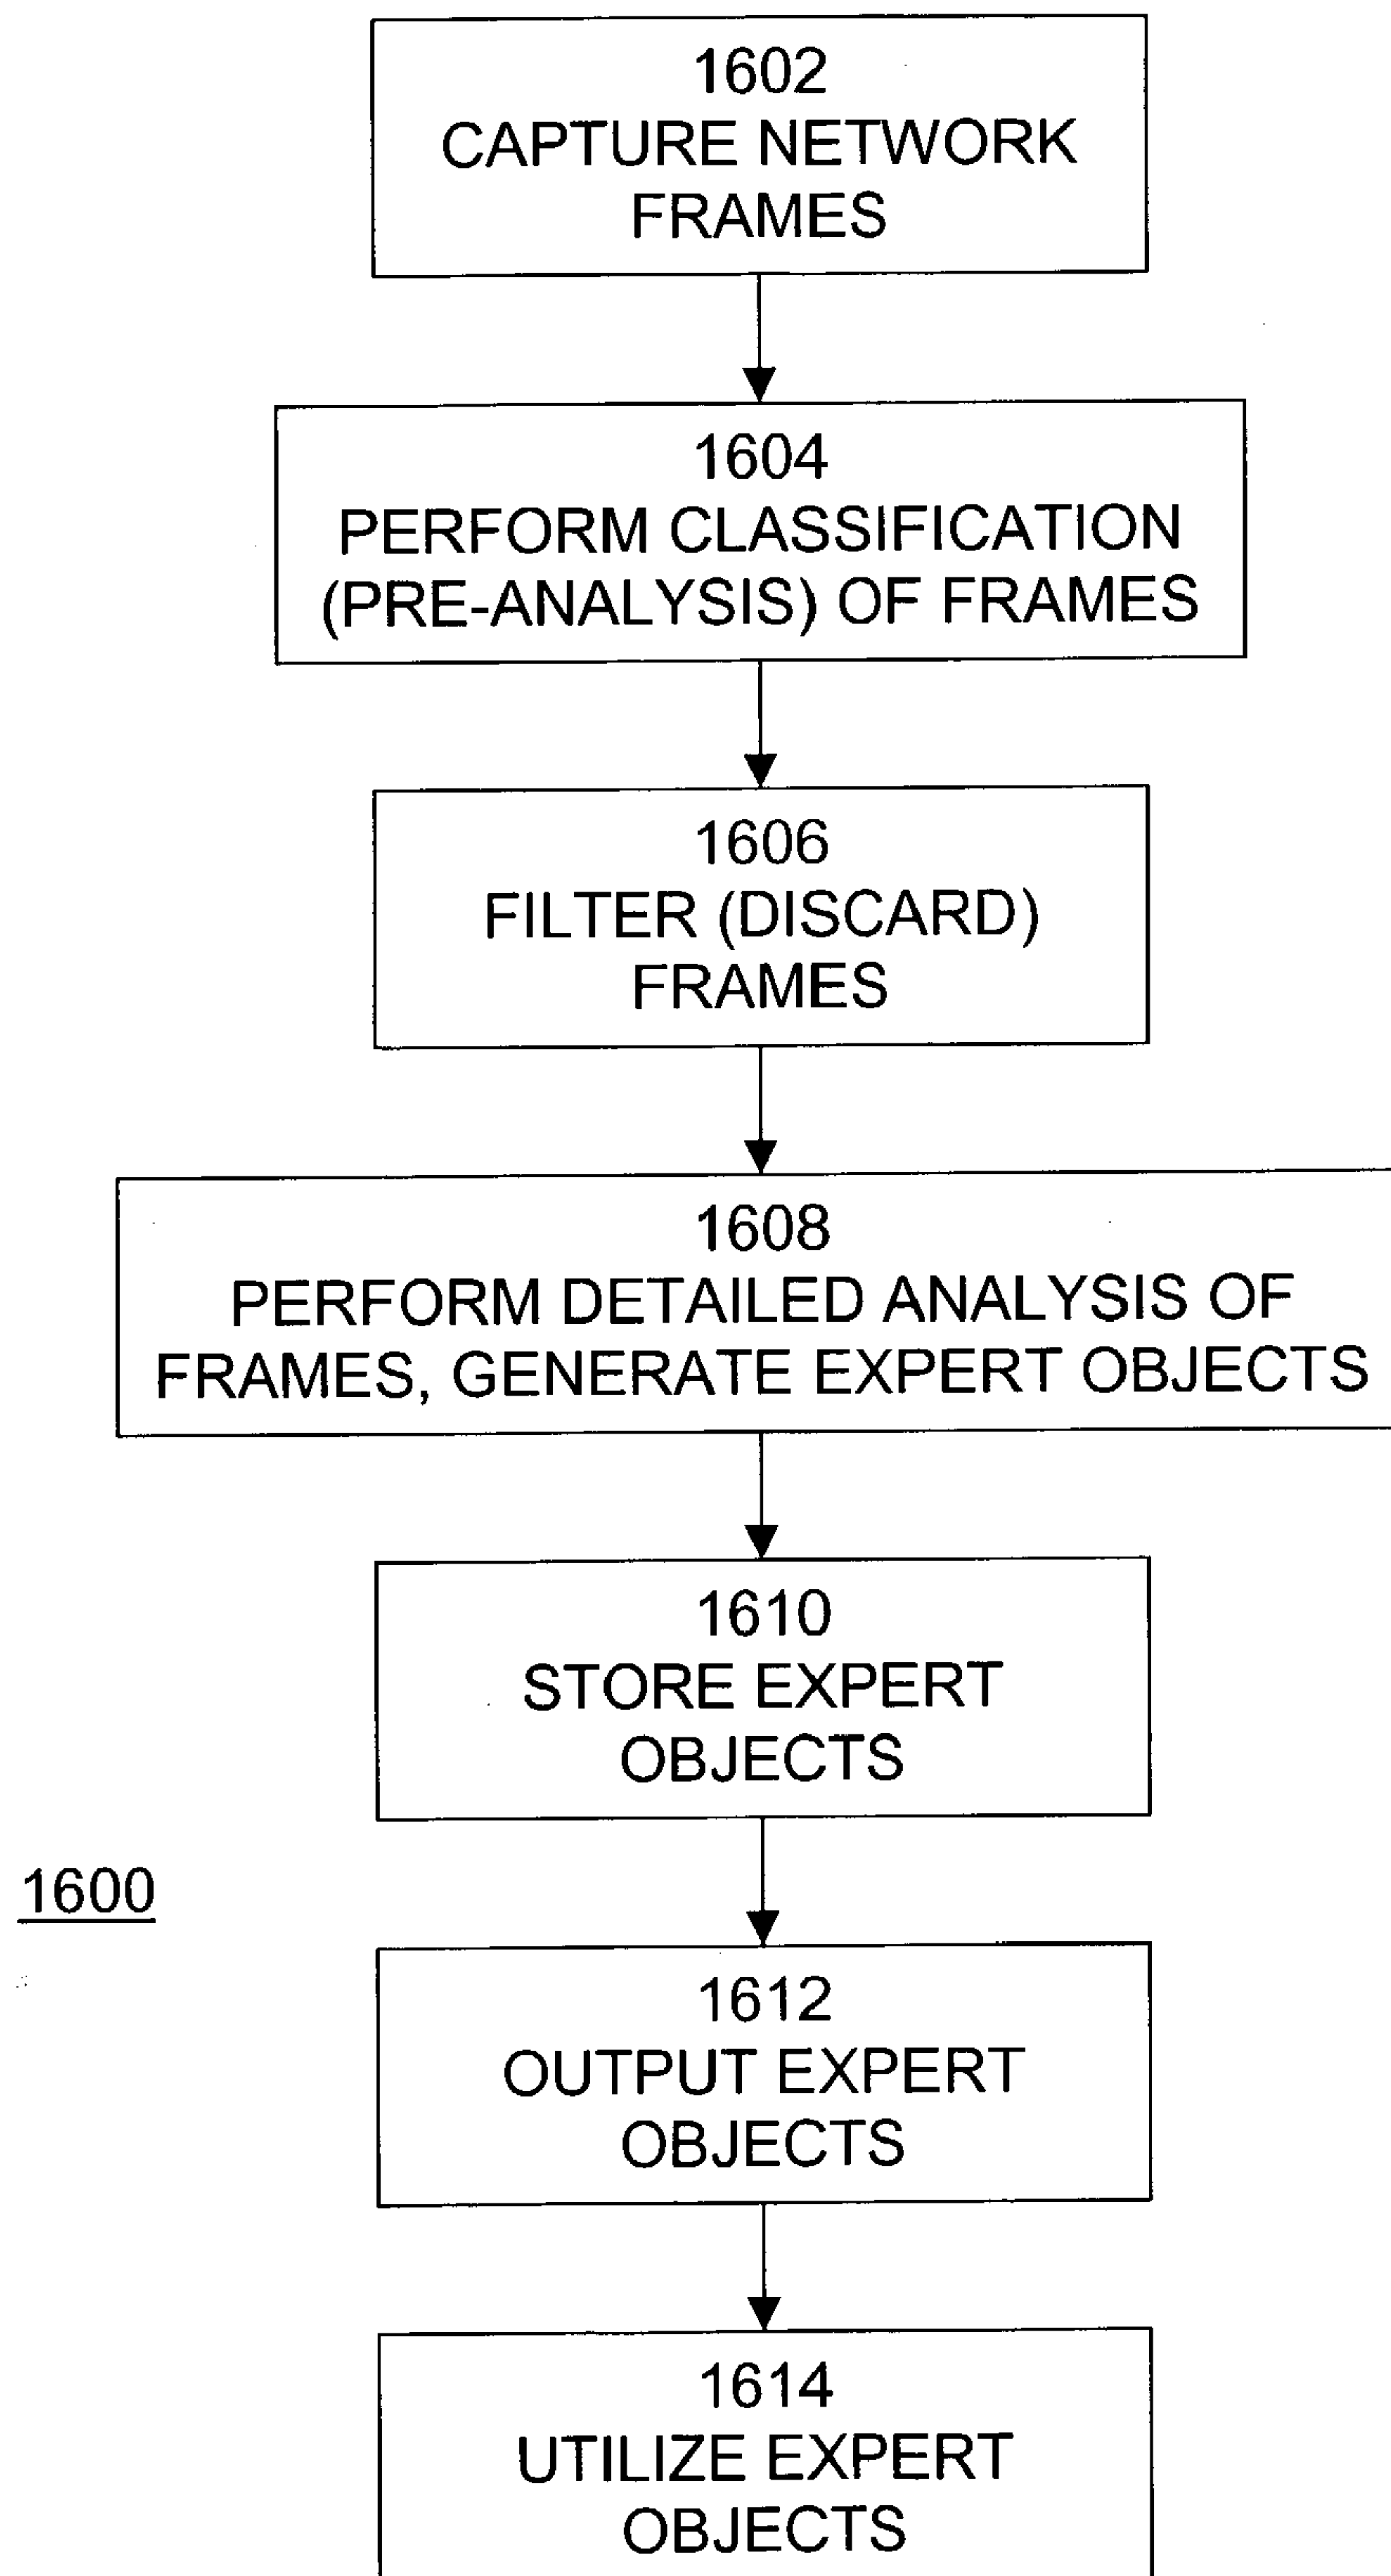 1602
CAPTURE NETWORK
FRAMES
1604
PERFORM CLASSIFICATION
(PRE-ANALYSIS) OF FRAMES
1606
FILTER (DISCARD)
FRAMES
1608
PERFORM DETAILED ANALYSIS OF
FRAMES, GENERATE EXPERT OBJECTS
1610
STORE EXPERT
OBJECTS
1600
1612
OUTPUT EXPERT
OBJECTS
1614
UTILIZE EXPERT
OBJECTS